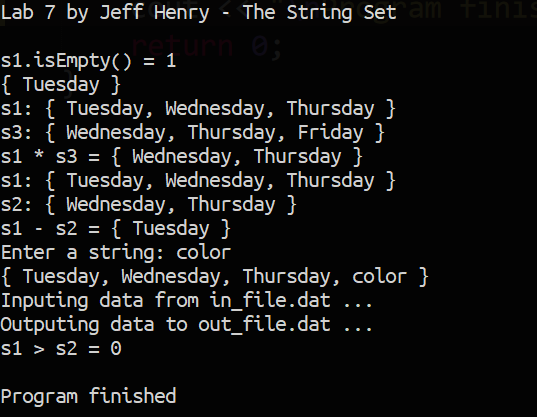 Lab 7 by Jeff Henry - The String Set
s1.isEmpty() = 1
{ Tuesday }
s1: { Tuesday, Wednesday, Thursday }
s3: { Wednesday, Thursday, Friday }
s1 * s3 = { Wednesday, Thursday }
s1: { Tuesday, Wednesday, Thursday }
s2: { Wednesday, Thursday }
s1 - s2 = { Tuesday }
Enter a string: color
{ Tuesday, Wednesday, Thursday, color }
Inputing data from in_file.dat ...
Outputing data to out_file.dat ...
s1 > s2 = 0
Program finished
return 0;